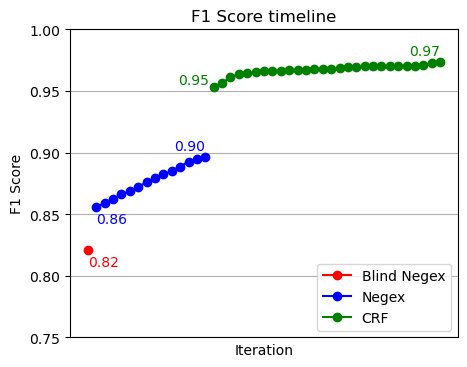 F1 Score timeline
1.00
0.97
0.95
0.95
0.90
0.90
0.86
0.85
0.82
0.80
0.75
F1 Score
Iteration
Blind Negex
Negex
CRF